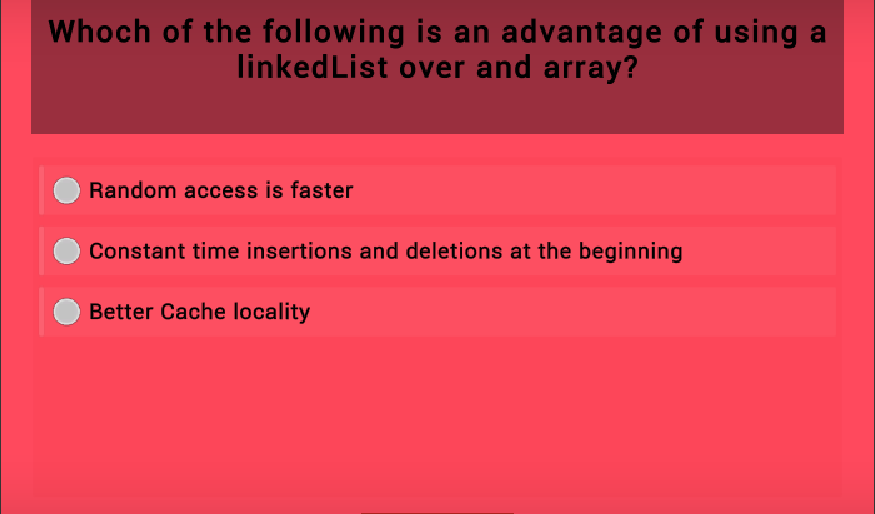 Whoch of the following is an advantage of using a
linkedList over and array?
Random access is faster
Constant time insertions and deletions at the beginning
Better Cache locality